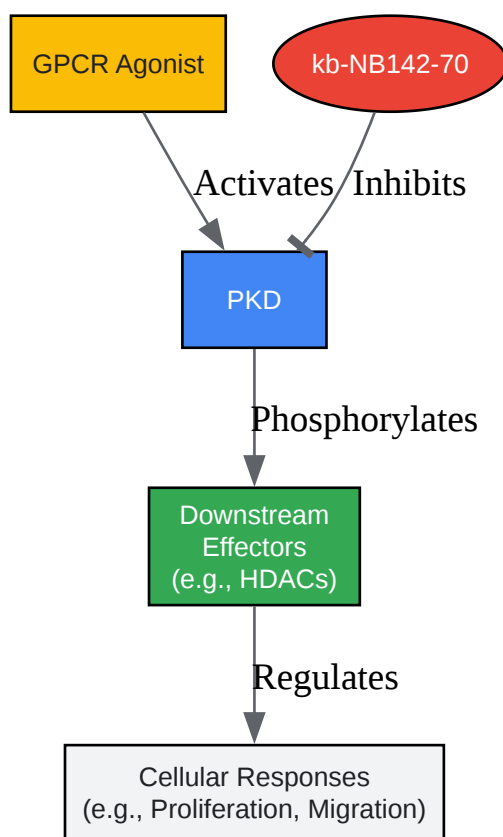 GPCR Agonist
kb-NB142-70
Activates
Inhibits
PKD
Phosphorylates
Downstream
Effectors
(e.g., HDACs)
Regulates
Cellular Responses
(e.g., Proliferation, Migration)